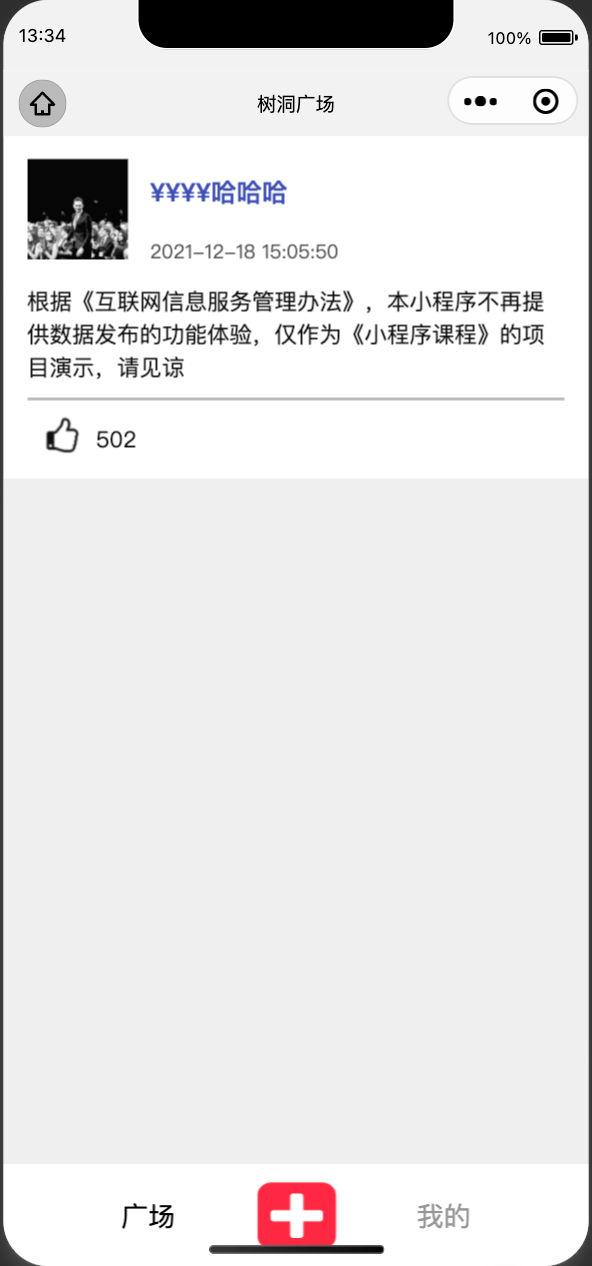 13:34
100%
树洞广场
¥¥¥¥哈哈哈
2021-12-18 15:05:50
根据《互联网信息服务管理办法》，本小程序不再提
供数据发布的功能体验，仅作为《小程序课程》的项
目演示，请见谅
502
广场
我的